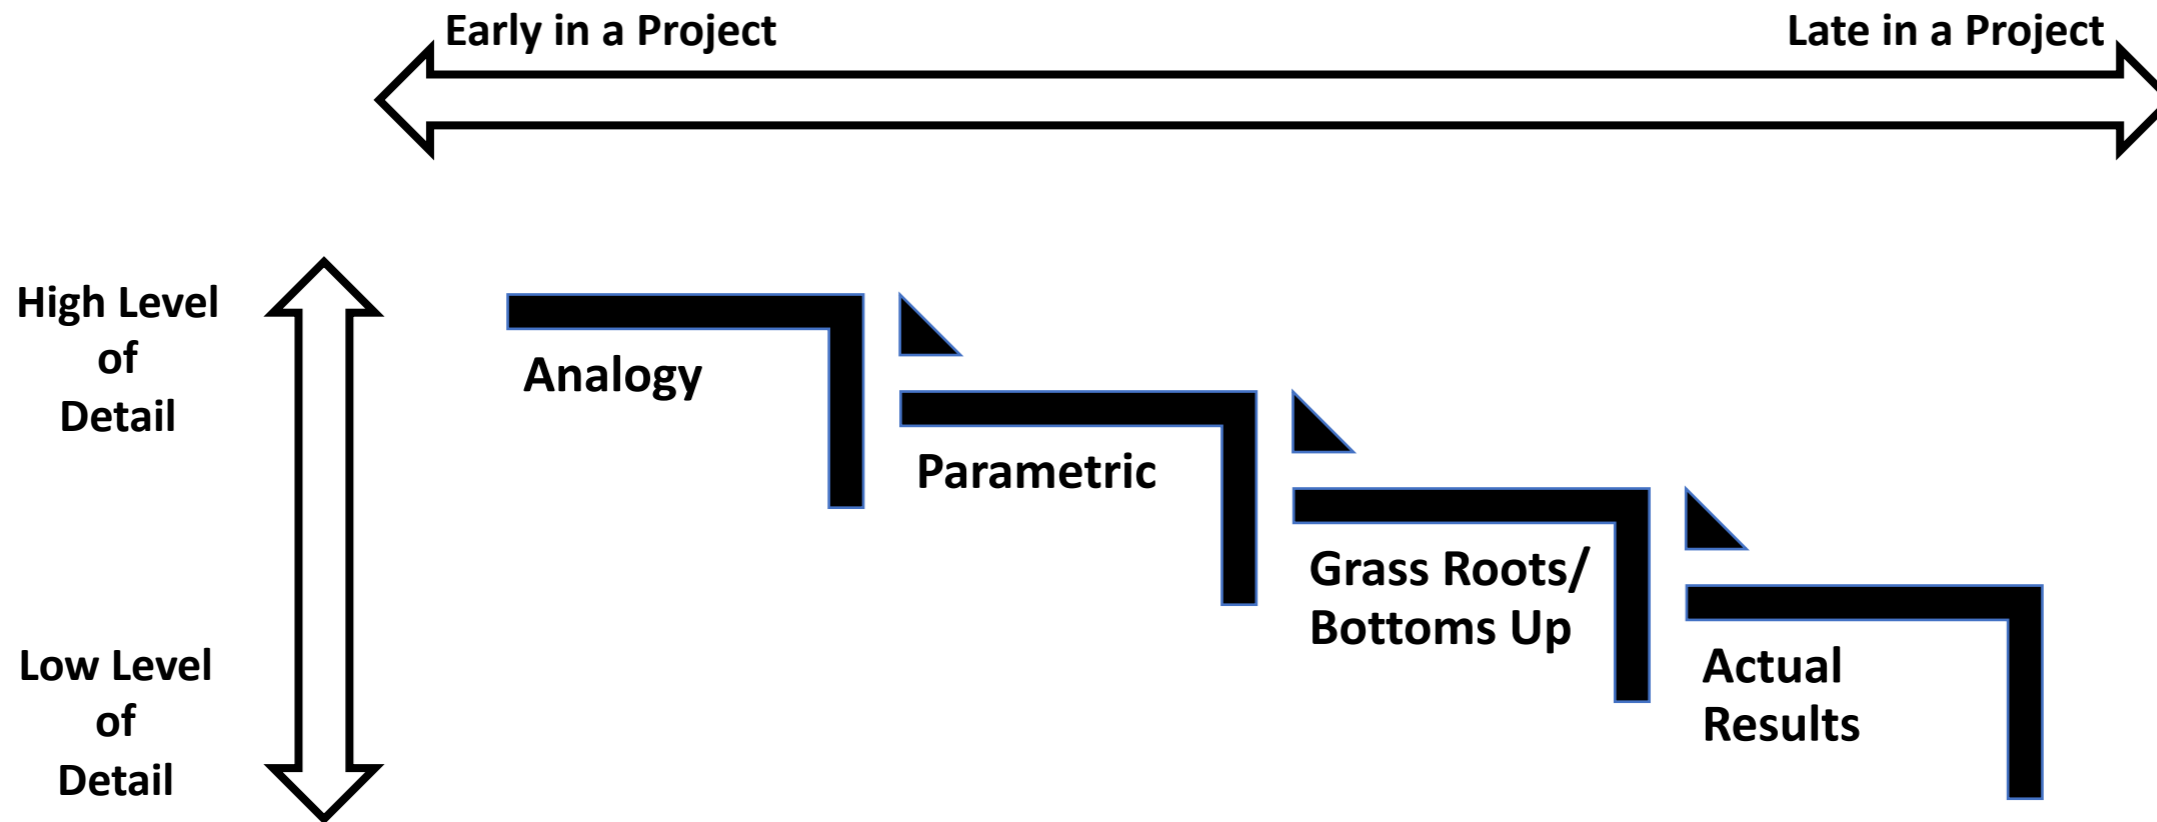 Early in a Project
Late in a Project
High Level
of
Detail
Analogy
Parametric
Grass Roots/
Bottoms Up
Low Level
of
Detail
Actual
Results